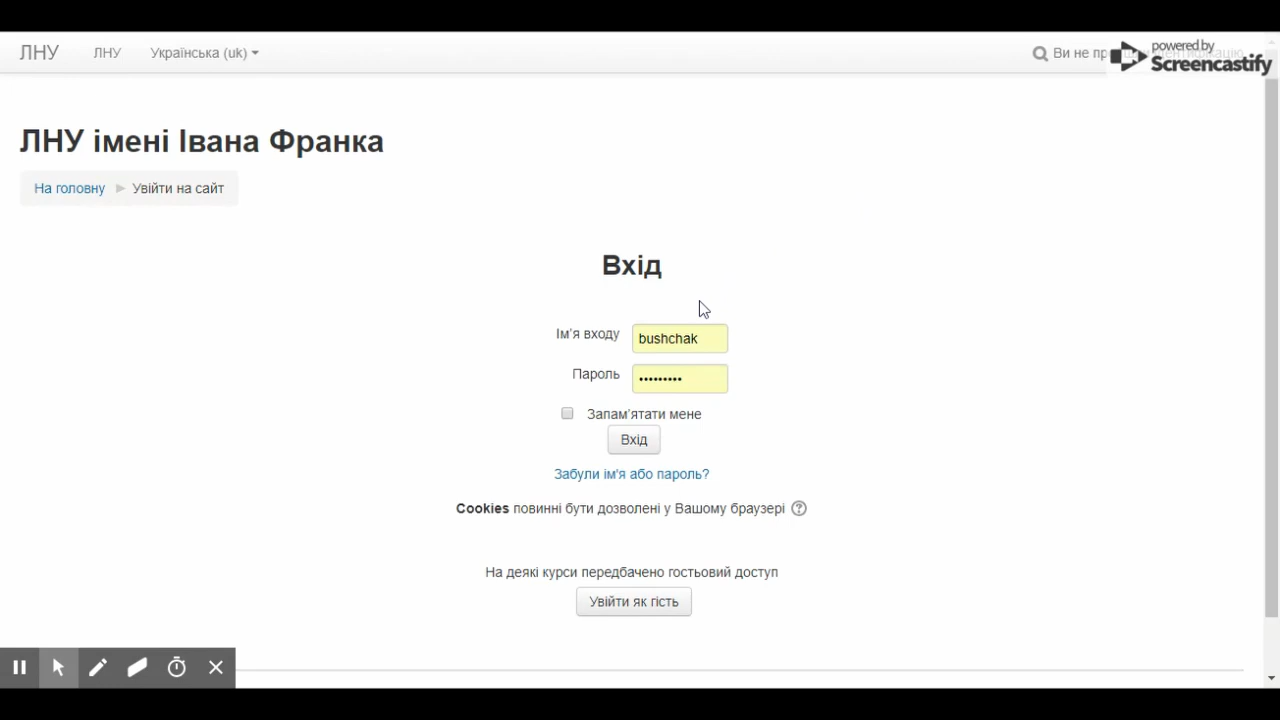 ЛНУ ЛНУ Українська (uk) Ви не
powered by
Screencastify
ЛНУ імені Івана Франка
На головну Увійти на сайт
Вхід
Ім'я входу bushchak
Пароль •••••••••
Запам'ятати мене
Вхід
Забули ім'я або пароль?
Cookies повинні бути дозволені у Вашому браузері
На деякі курси передбачено гостьовий доступ
Увійти як гість